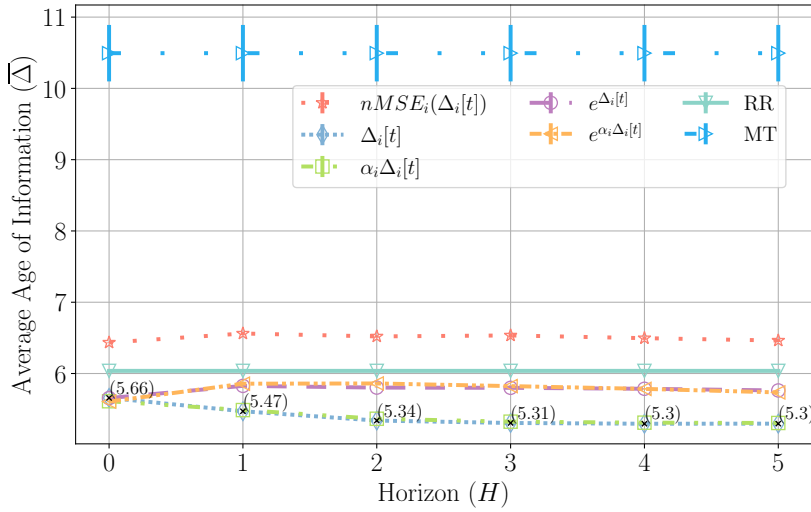 11
10
9
8
7
6
Average Age of Information (Δ̅)
nMSE_i(Δ_i[t])
Δ_i[t]
α_iΔ_i[t]
e^{Δ_i[t]}
e^{α_iΔ_i[t]}
RR
MT
(5.66)
(5.47)
(5.34)
(5.31)
(5.3)
(5.3)
0 1 2 3 4 5
Horizon (H)